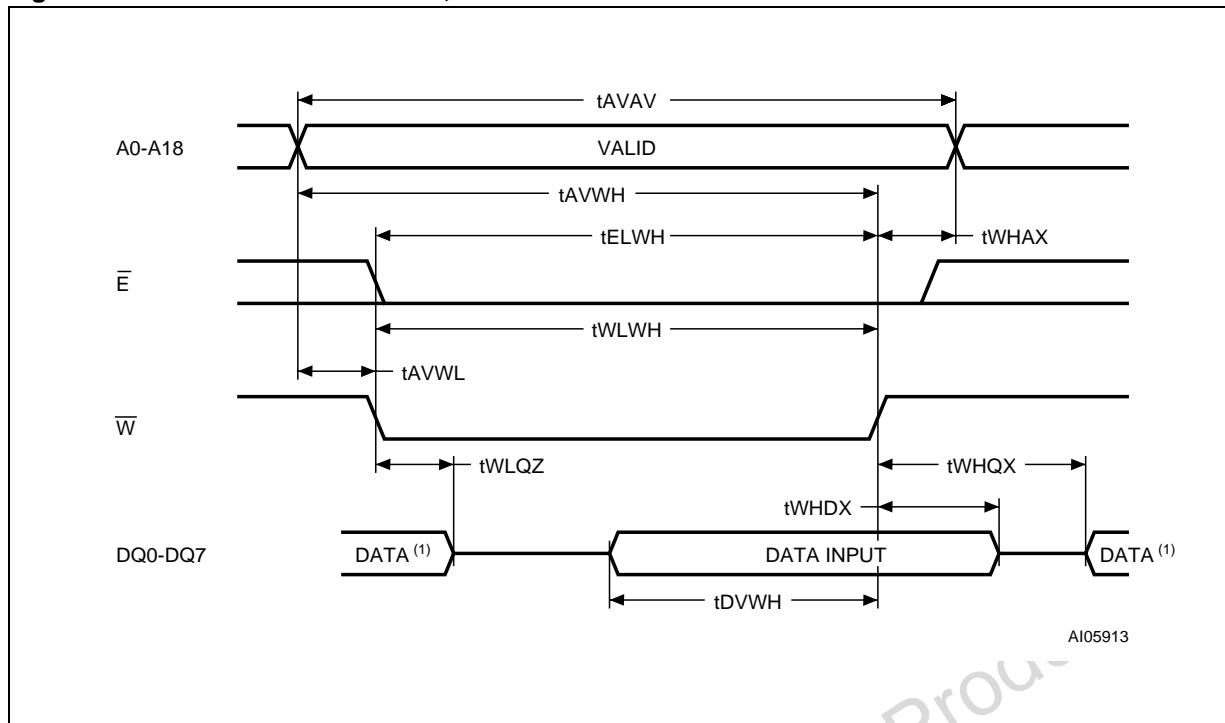 tAVAV
A0-A18
VALID
tAVWH
tELWH
tWHAX
E̅
tWLWH
tAVWL
W̅
tWLQZ
tWHQX
tWHDX
DQ0-DQ7
DATA (1)
DATA INPUT
DATA (1)
tDVWH
AI05913